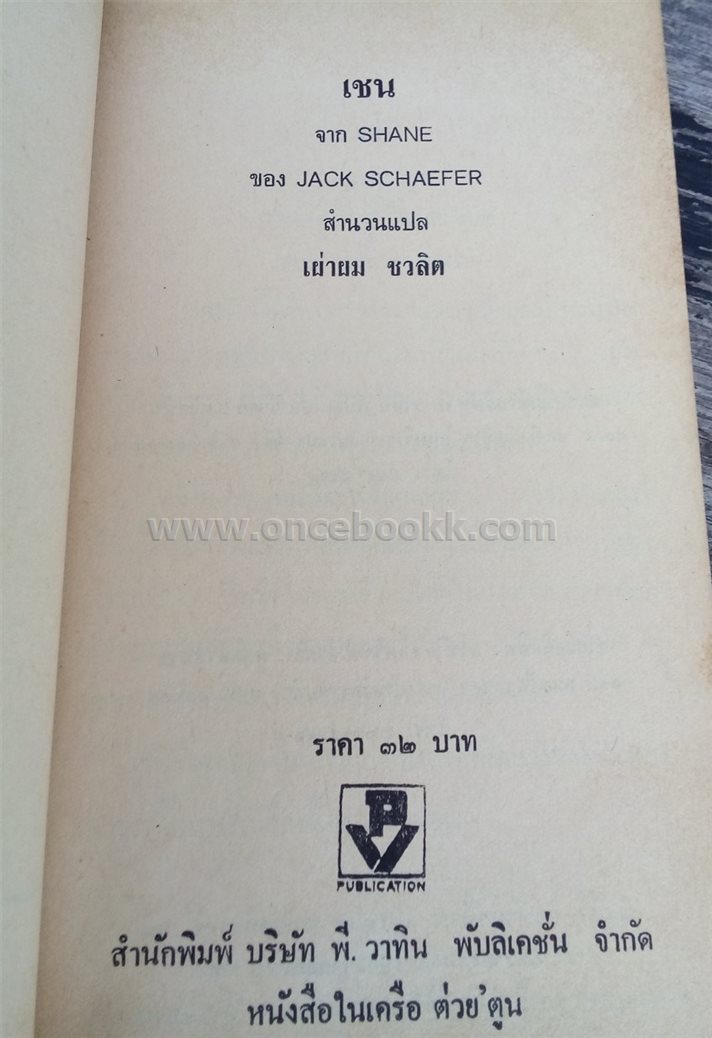 เชน
จาก SHANE
ของ JACK SCHAEFER
สำนวนแปล
เผ่าผม ชวลิต
www.oncebookk.com
ราคา ๓๒ บาท
PV
PUBLICATION
สำนักพิมพ์ บริษัท พี. วาทิน พับลิเคชั่น จำกัด
หนังสือในเครือ ต่วย'ตูน